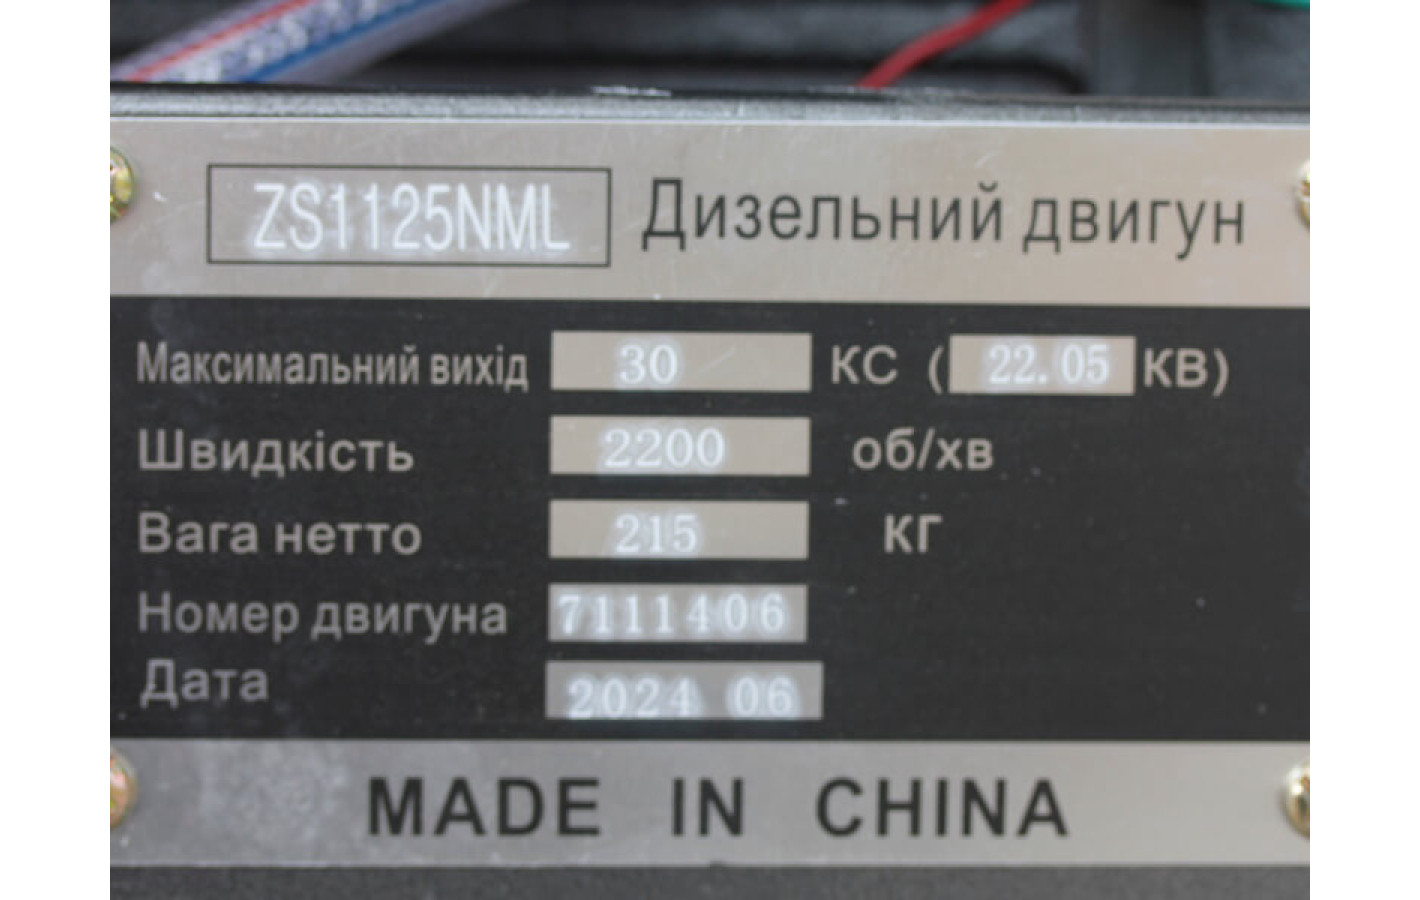 ZS1125NML Дизельний двигун
Максимальний вихід 30 КС (22.05 КВ)
Швидкість 2200 об/хв
Вага нетто 215 КГ
Номер двигуна 7111406
Дата 2024 06
MADE IN CHINA